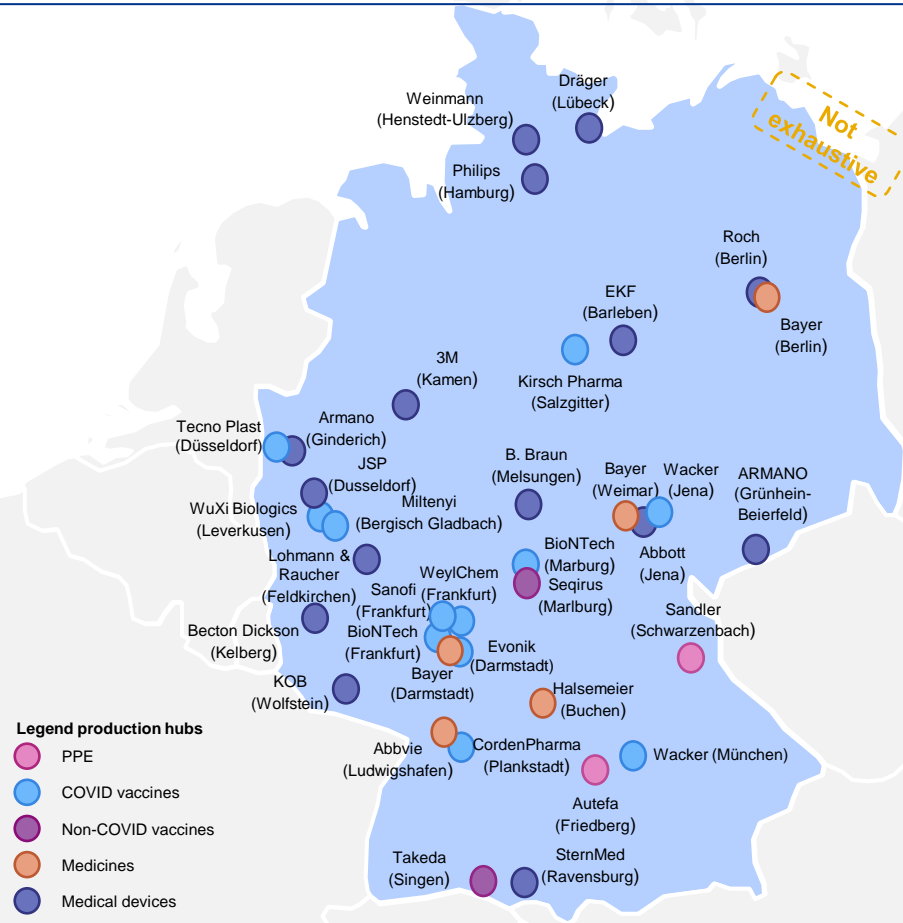 Dräger
(Lübeck)
Weinmann
(Henstedt-Ulzberg)
Not
exhaustive
Philips
(Hamburg)
Roch
(Berlin)
EKF
(Barleben)
Bayer
(Berlin)
3M
(Kamen)
Kirsch Pharma
(Salzgitter)
Tecno Plast
(Düsseldorf)
Armano
(Ginderich)
JSP
(Dusseldorf)
B. Braun
(Melsungen)
Bayer
(Weimar)
Wacker
(Jena)
ARMANO
(Grünhein-
Beierfeld)
WuXi Biologics
(Leverkusen)
Miltenyi
(Bergisch Gladbach)
Abbott
(Jena)
BioNTech
(Marburg)
Seqirus
(Marlburg)
Lohmann &
Raucher
(Feldkirchen)
WeylChem
(Frankfurt)
Sanofi
(Frankfurt)
Sandler
(Schwarzenbach)
Becton Dickson
(Kelberg)
BioNTech
(Frankfurt)
Evonik
(Darmstadt)
Bayer
(Darmstadt)
KOB
(Wolfstein)
Halsemeier
(Buchen)
Abbvie
(Ludwigshafen)
CordenPharma
(Plankstadt)
Wacker (München)
Autefa
(Friedberg)
Takeda
(Singen)
SternMed
(Ravensburg)
Legend production hubs
PPE
COVID vaccines
Non-COVID vaccines
Medicines
Medical devices